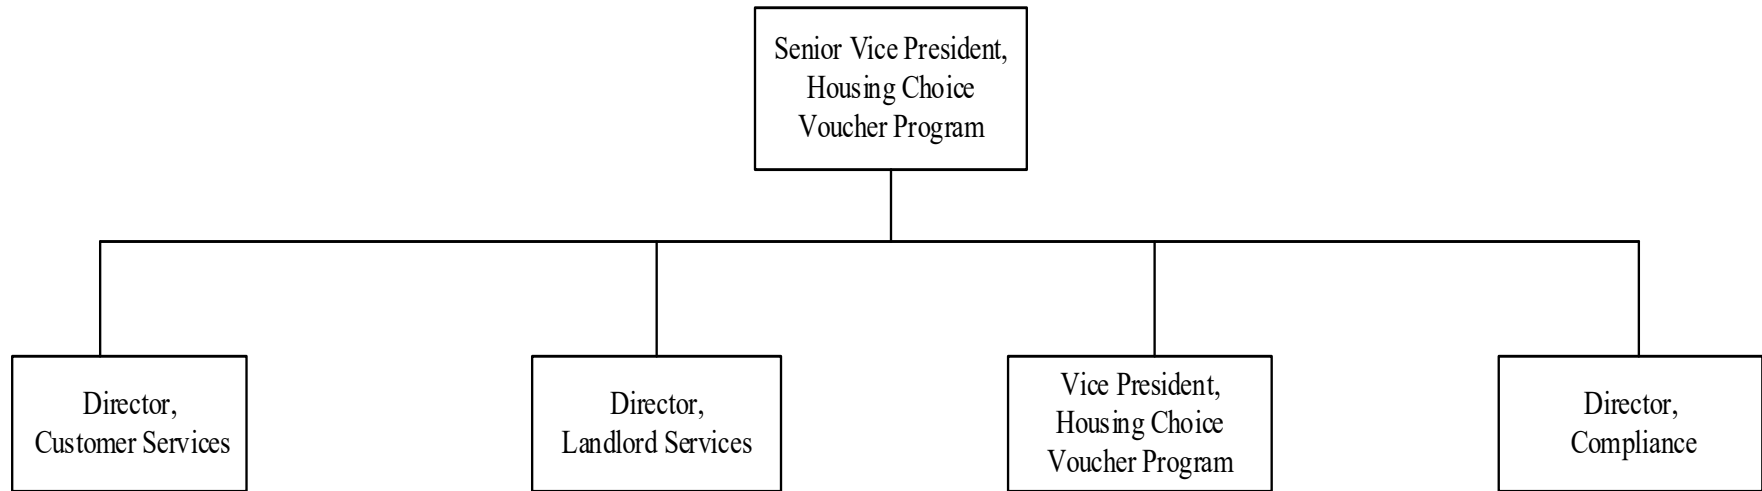 Senior Vice President,
Housing Choice
Voucher Program
Director,
Customer Services
Director,
Landlord Services
Vice President,
Housing Choice
Voucher Program
Director,
Compliance